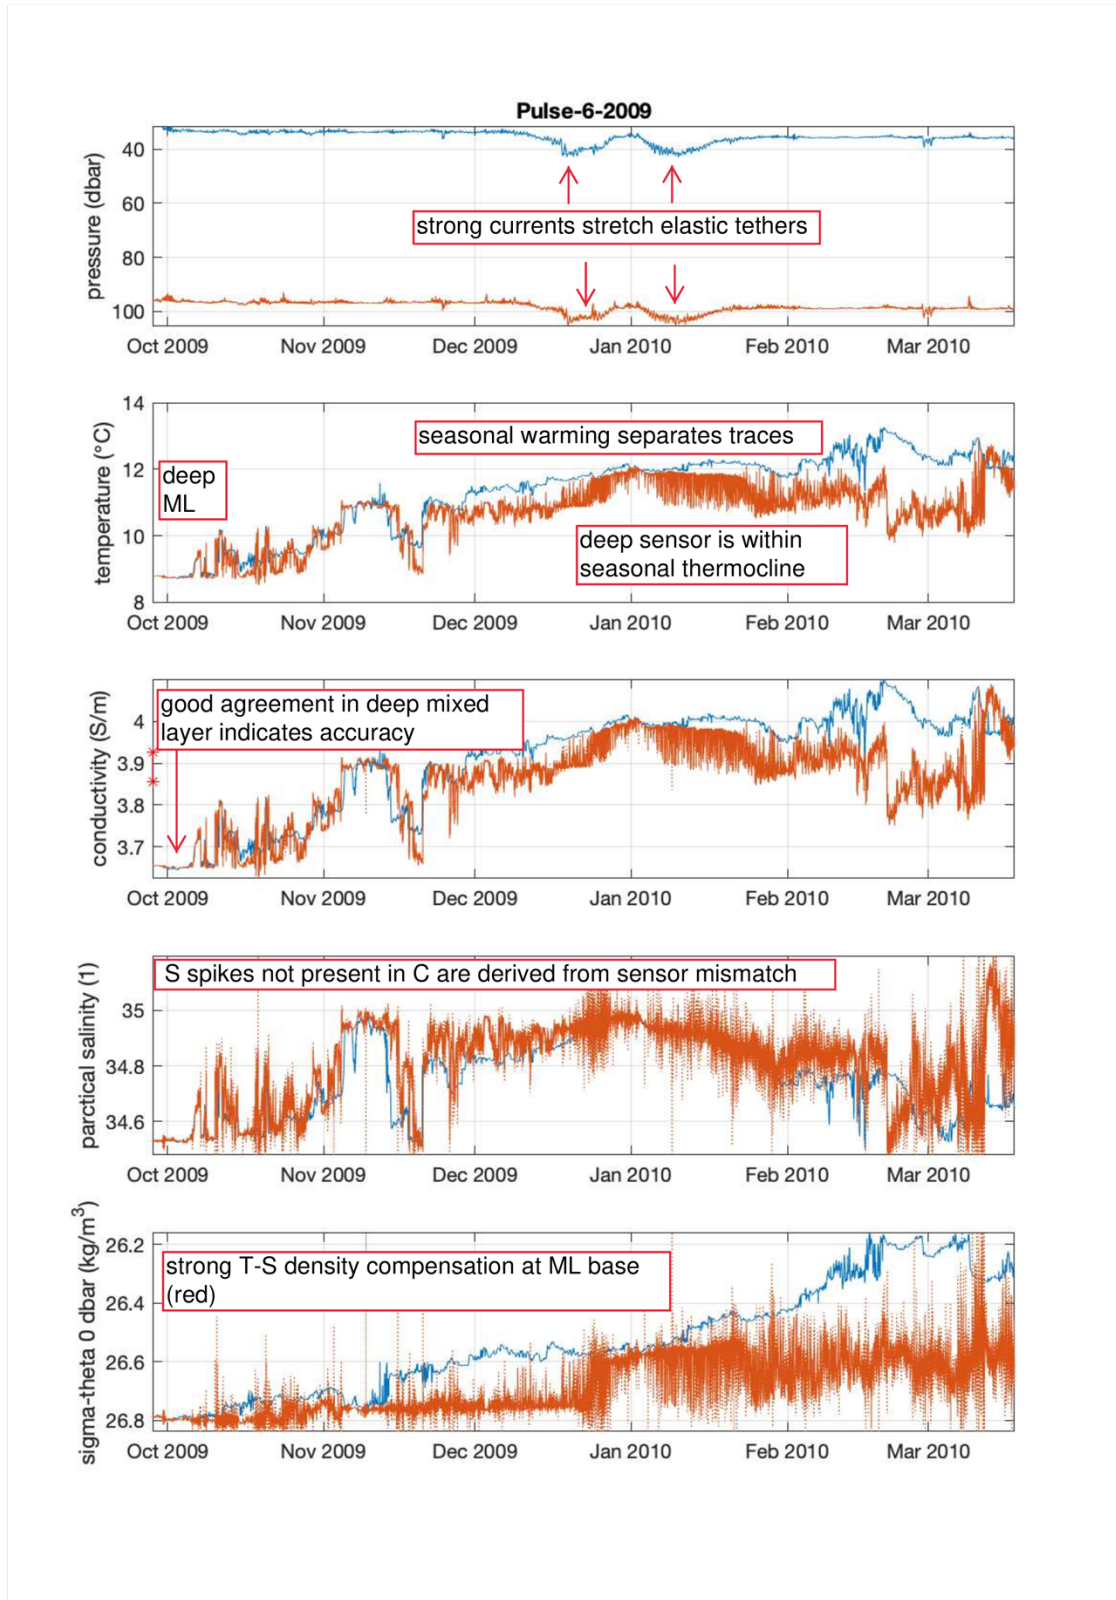 Pulse-6-2009
pressure (dbar)
40
60
80
100
strong currents stretch elastic tethers
Oct 2009 Nov 2009 Dec 2009 Jan 2010 Feb 2010 Mar 2010
temperature (°C)
14
12
10
8
seasonal warming separates traces
deep
ML
deep sensor is within
seasonal thermocline
Oct 2009 Nov 2009 Dec 2009 Jan 2010 Feb 2010 Mar 2010
conductivity (S/m)
4
3.9
3.8
3.7
good agreement in deep mixed
layer indicates accuracy
Oct 2009 Nov 2009 Dec 2009 Jan 2010 Feb 2010 Mar 2010
parctical salinity (1)
35
34.8
34.6
S spikes not present in C are derived from sensor mismatch
Oct 2009 Nov 2009 Dec 2009 Jan 2010 Feb 2010 Mar 2010
sigma-theta 0 dbar (kg/m³)
26.2
26.4
26.6
26.8
strong T-S density compensation at ML base
(red)
Oct 2009 Nov 2009 Dec 2009 Jan 2010 Feb 2010 Mar 2010